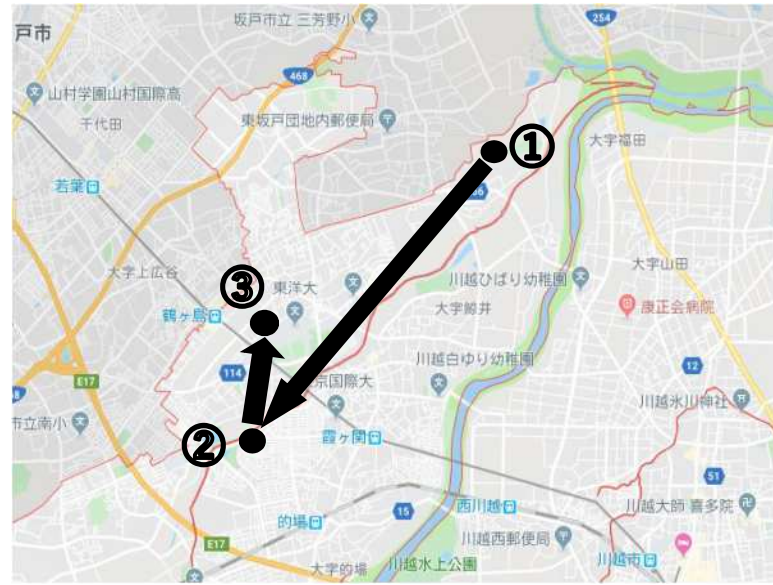 坂戸市立 三芳野小
254
戸市
468
山村学園山村国際高
千代田
東坂戸団地内郵便局
①
大字福田
若葉
大字上広谷
③
東洋大
川越ひばり幼稚園
大字山田
鶴ヶ島
大字鯨井
康正会病院
114
京国際大
川越白ゆり幼稚園
12
E17
川越氷川神社
市立南小
②
霞ヶ関
51
西川越
川越大師 喜多院
的場
15
E17
川越西郵便局
大字的場
川越水上公園
川越市